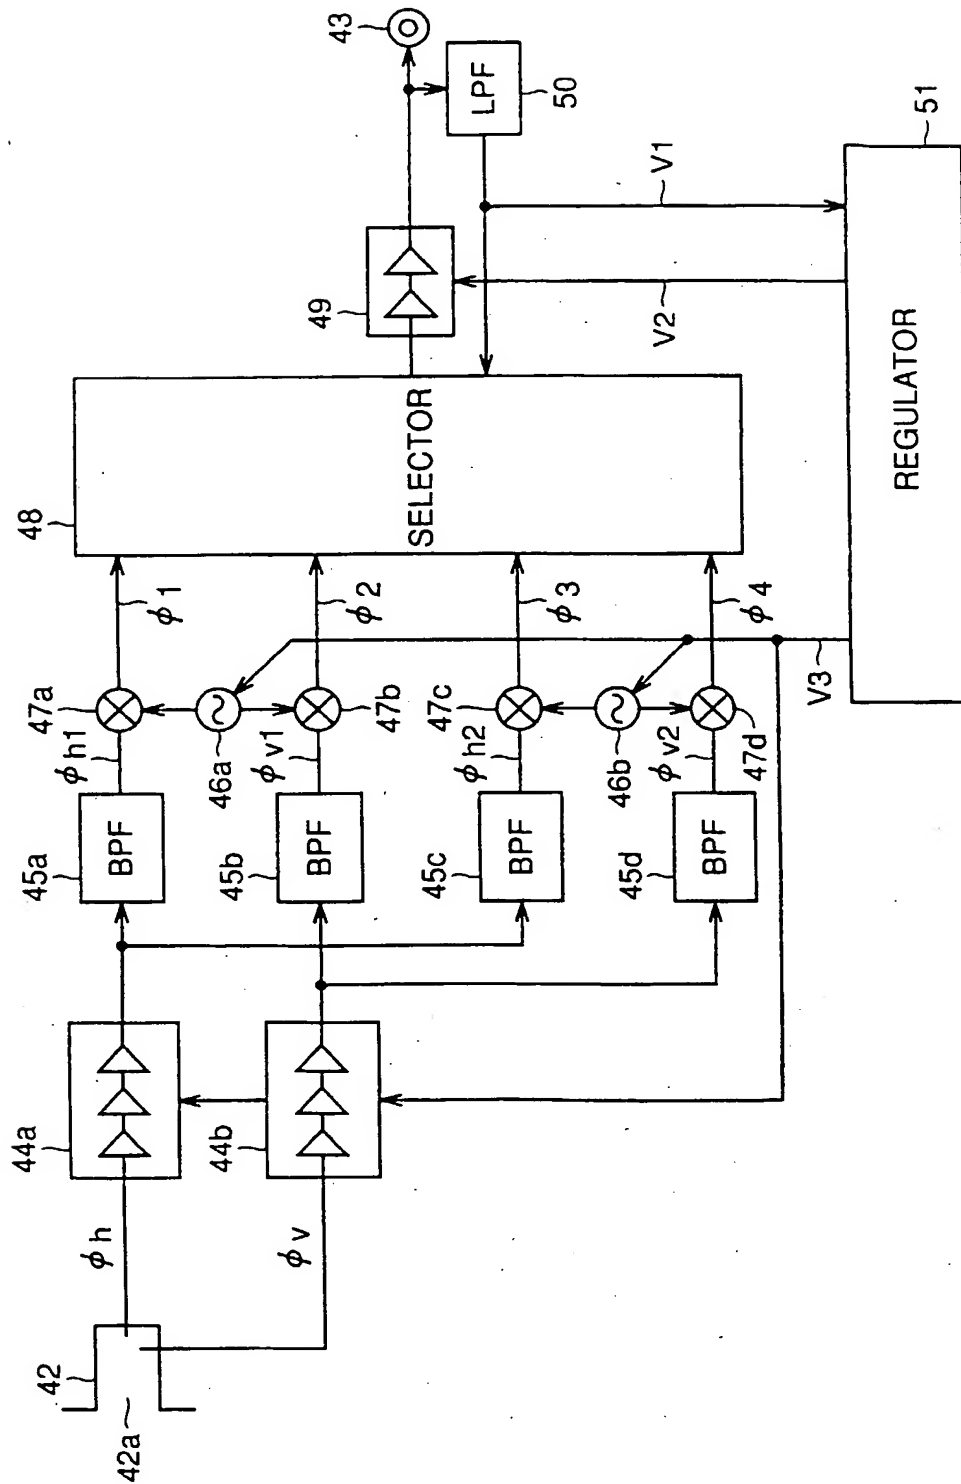 42
42a
ϕh
ϕv
44a
44b
45a
BPF
45b
BPF
45c
BPF
45d
BPF
ϕh1
ϕv1
ϕh2
ϕv2
47a
46a
47b
47c
46b
47d
ϕ1
ϕ2
ϕ3
ϕ4
V3
48
SELECTOR
49
43
LPF
50
V1
V2
REGULATOR
51